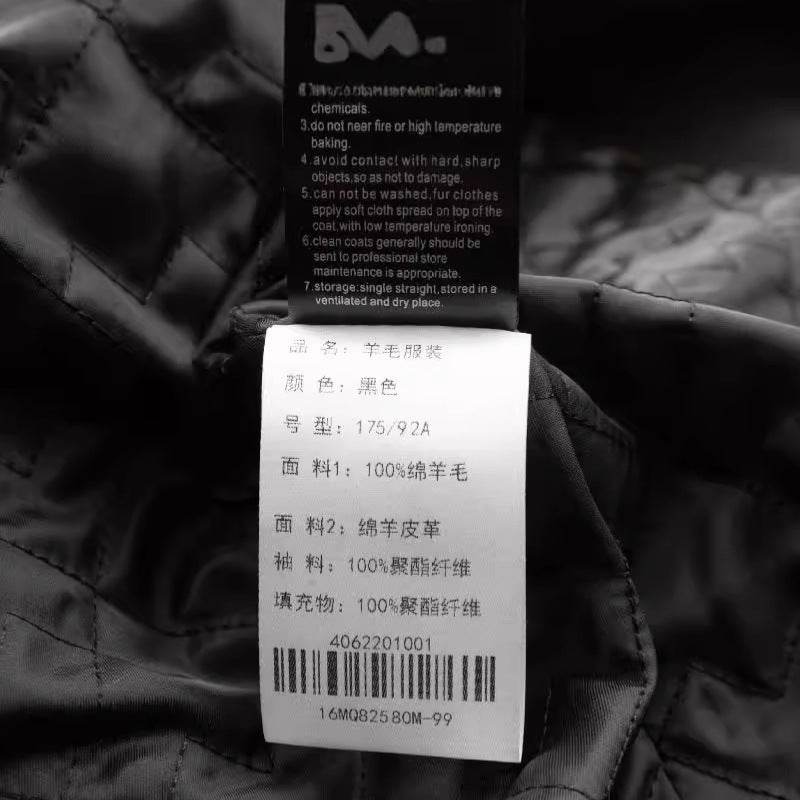 chemicals.
3.do not near fire or high temperature
baking.
4.avoid contact with hard,sharp
objects,so as not to damage.
5.can not be washed,fur clothes
apply soft cloth spread on top of the
coat,with low temperature ironing.
6.clean coats generally should be
sent to professional store
maintenance is appropriate.
7.storage:single straight,stored in a
ventilated and dry place.
品 名: 羊毛服装
颜 色: 黑色
号 型: 175/92A
面 料1: 100%绵羊毛
面 料2: 绵羊皮革
袖 料: 100%聚酯纤维
填充物: 100%聚酯纤维
4062201001
16MQ82580M-99